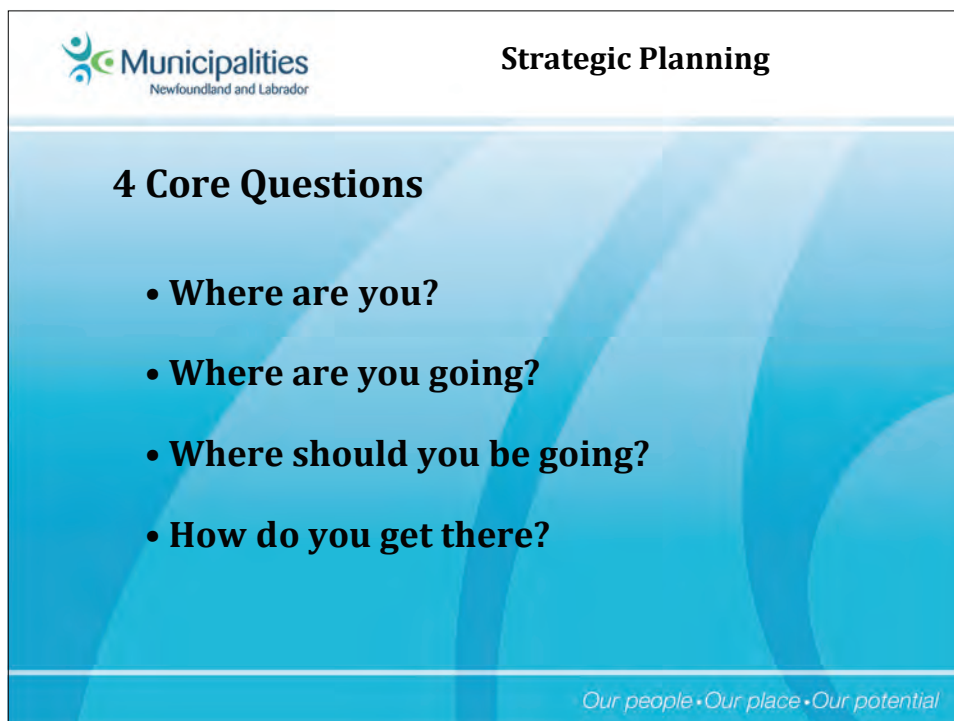 Municipalities
Newfoundland and Labrador
Strategic Planning
4 Core Questions
• Where are you?
• Where are you going?
• Where should you be going?
• How do you get there?
Our people • Our place • Our potential